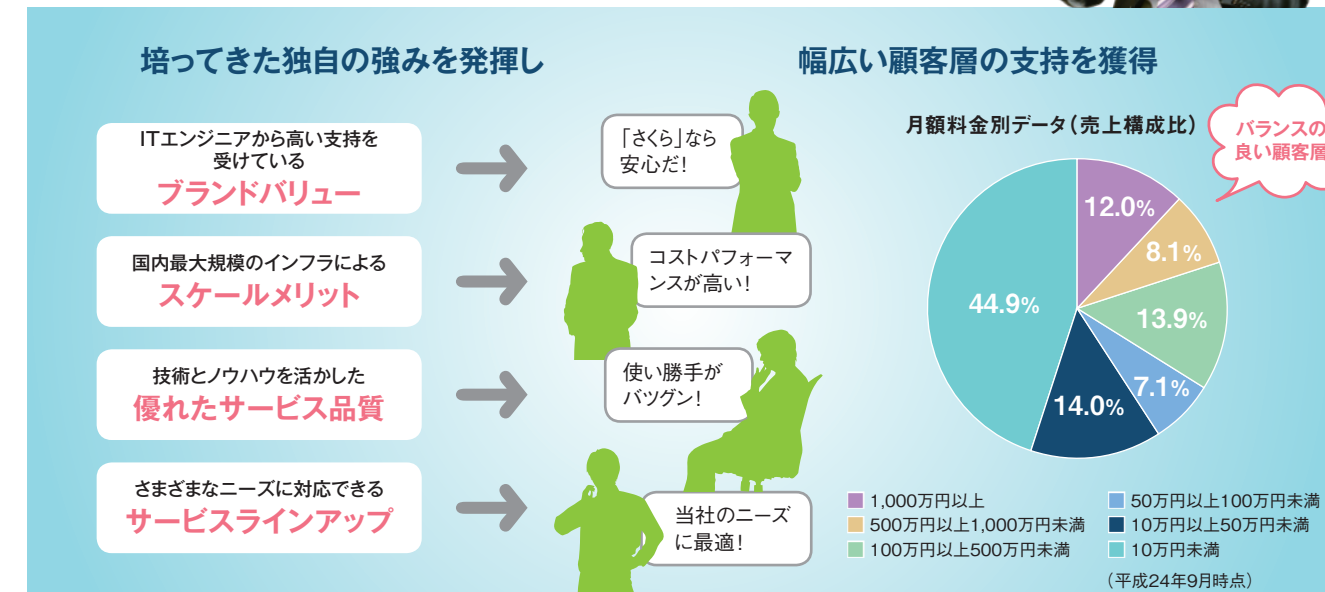 培ってきた独自の強みを発揮し
ITエンジニアから高い支持を
受けている
ブランドバリュー
「さくら」なら
安心だ!
国内最大規模のインフラによる
スケールメリット
コストパフォーマ
ンスが高い!
技術とノウハウを活かした
優れたサービス品質
使い勝手が
バツグン!
さまざまなニーズに対応できる
サービスラインアップ
当社のニーズ
に最適!
幅広い顧客層の支持を獲得
月額料金別データ(売上構成比)
バランスの
良い顧客層
12.0%
8.1%
13.9%
7.1%
14.0%
44.9%
1,000万円以上
500万円以上1,000万円未満
100万円以上500万円未満
50万円以上100万円未満
10万円以上50万円未満
10万円未満
(平成24年9月時点)